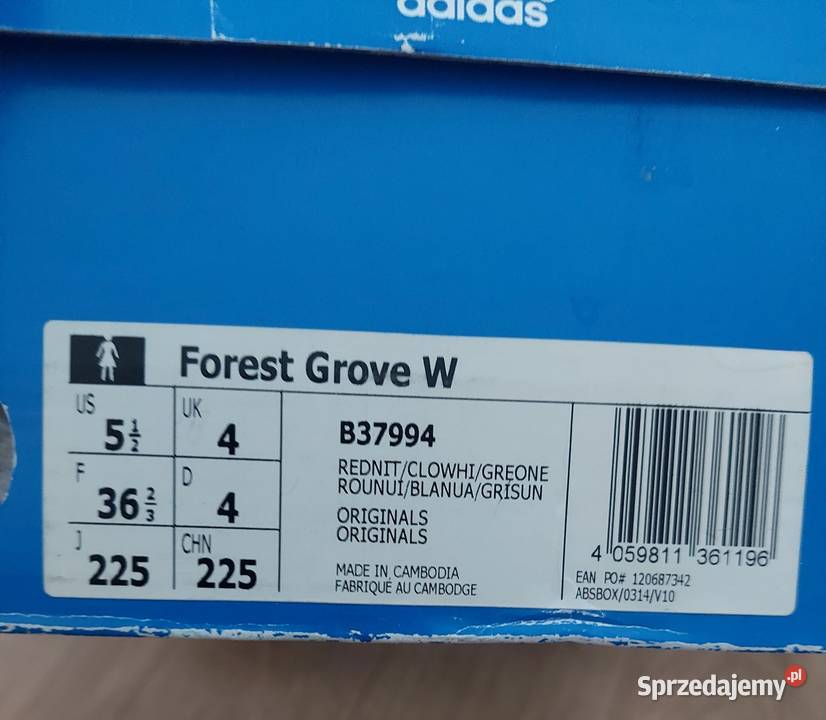 adidas
Forest Grove W
US 5½ UK 4
F 36⅔ D 4
J 225 CHN 225
B37994
REDNIT/CLOWHI/GREONE
ROUNUI/BLANUA/GRISUN
ORIGINALS
ORIGINALS
MADE IN CAMBODIA
FABRIQUÉ AU CAMBODGE
4 059811 361196
EAN PO# 120687342
ABSBOX/0314/V10
Sprzedajemy.pl